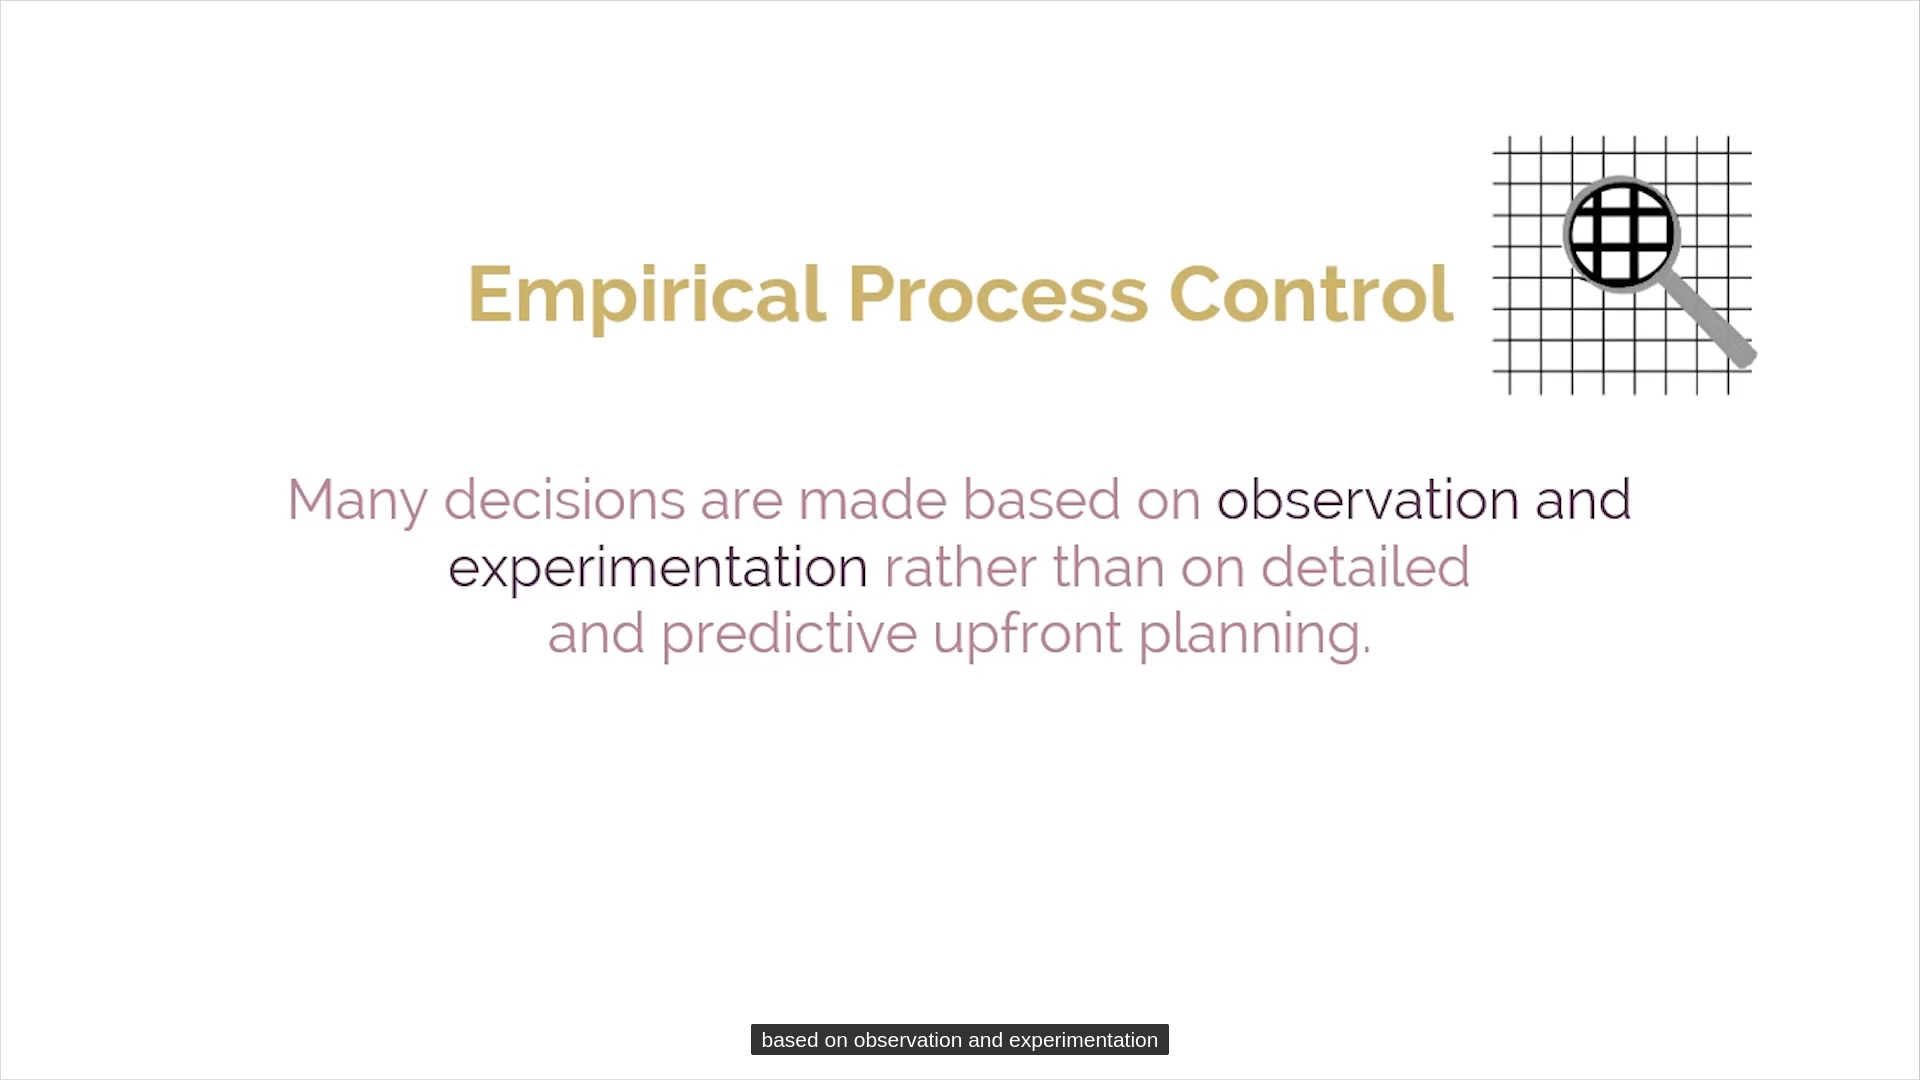 Empirical Process Control
Many decisions are made based on observation and
experimentation rather than on detailed
and predictive upfront planning.
based on observation and experimentation